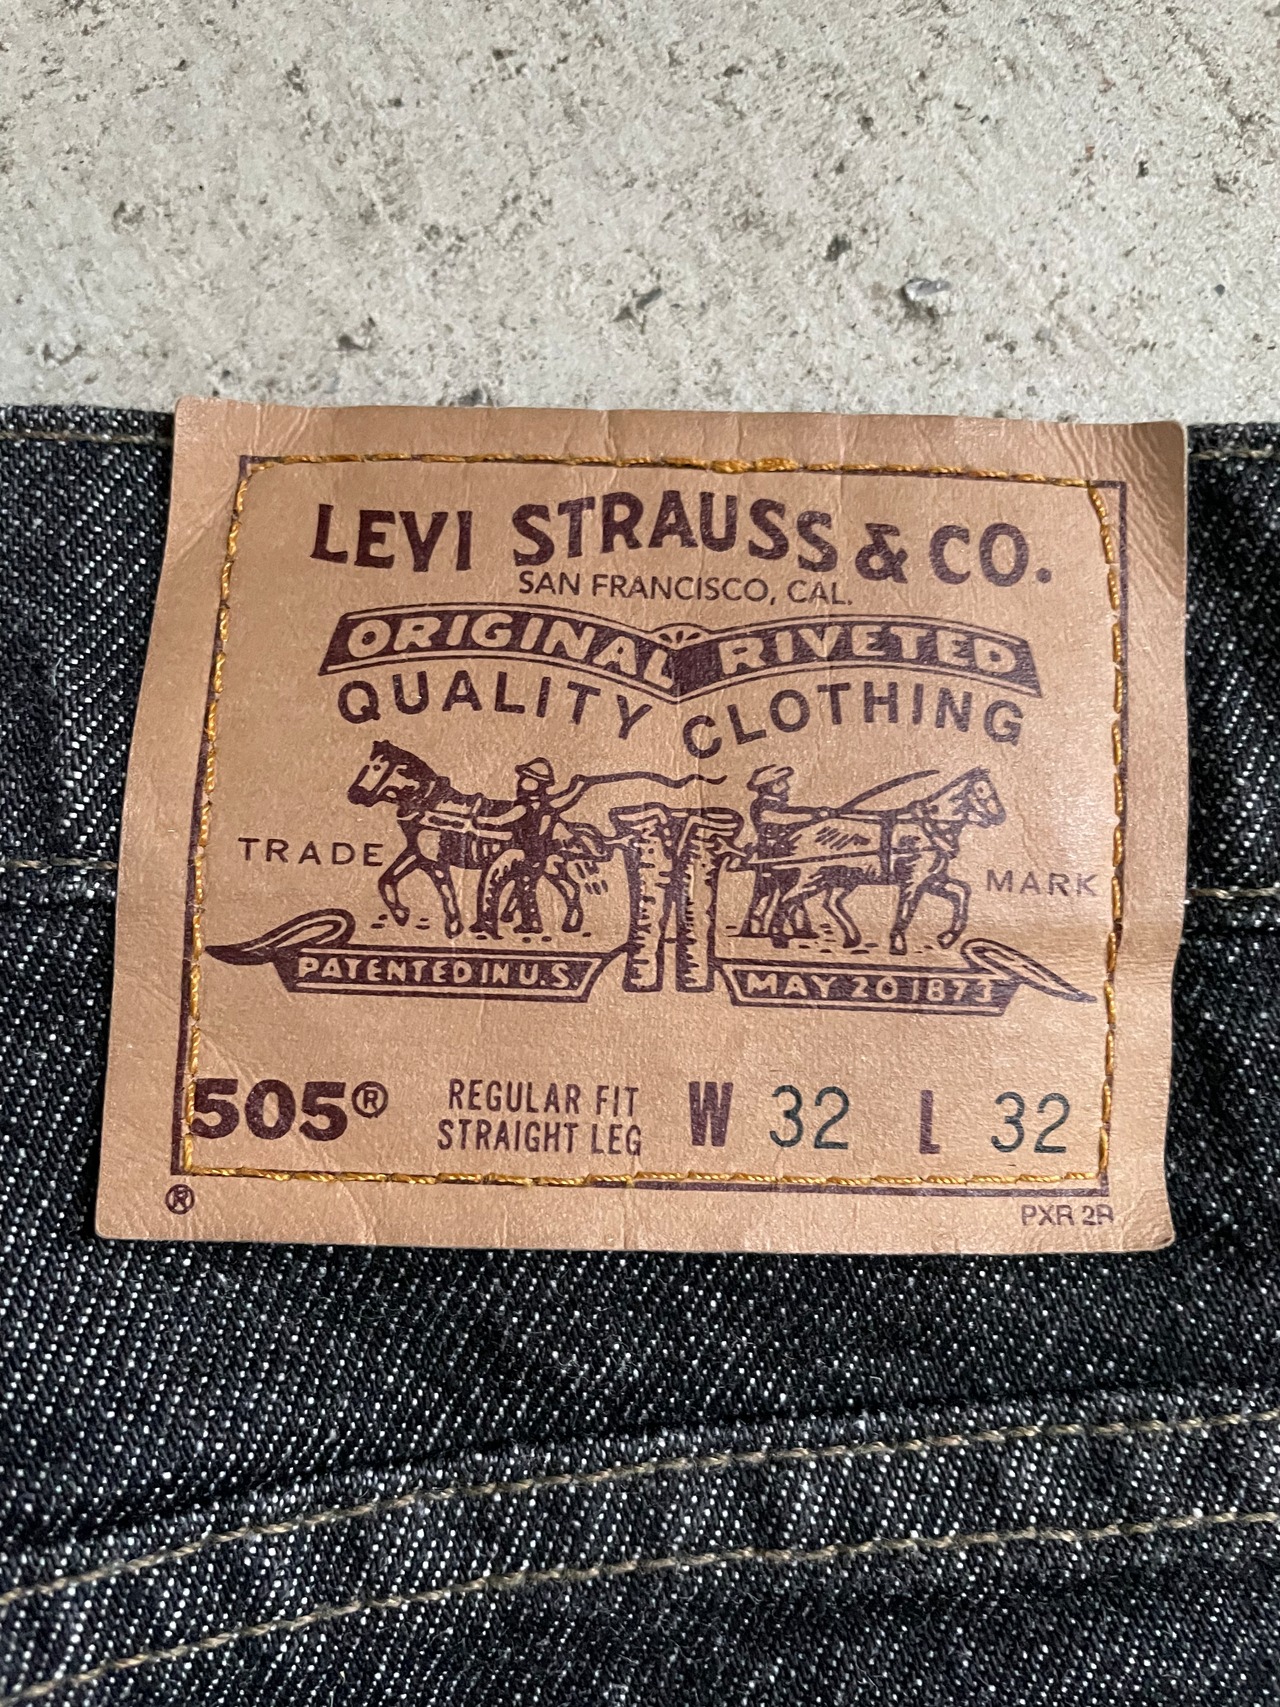 LEVI STRAUSS & CO.
SAN FRANCISCO, CAL.
ORIGINAL RIVETED
QUALITY CLOTHING
TRADE MARK
PATENTED IN U.S. MAY 20 1873
505® REGULAR FIT STRAIGHT LEG W 32 L 32
® PXR 2R